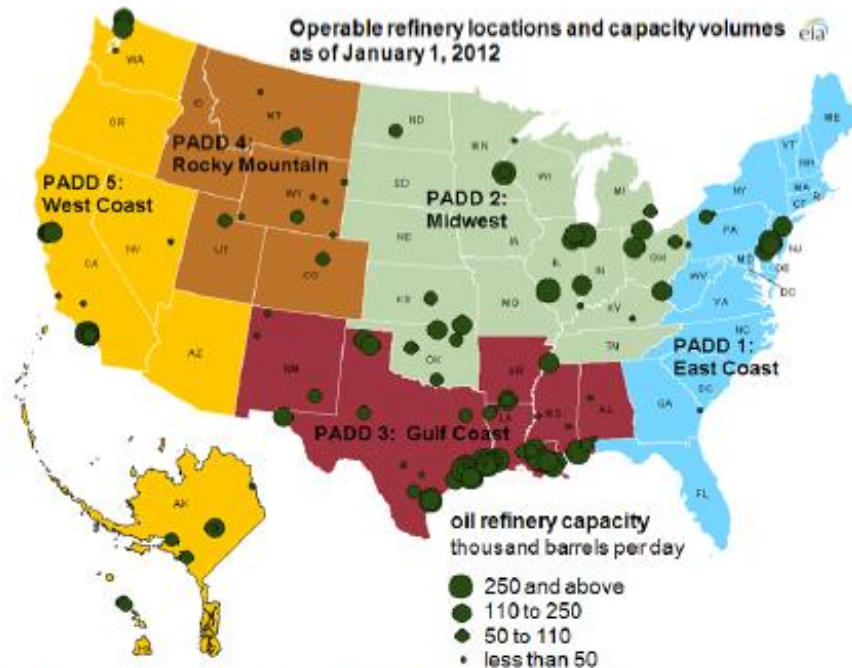 Operable refinery locations and capacity volumes
as of January 1, 2012
eia
WA
OR
ID
MT
ND
MN
WI
MI
ME
VT
NH
NY
MA
CT
PADD 4:
Rocky Mountain
PADD 5:
West Coast
PADD 2:
Midwest
WY
SD
NE
IA
PA
NJ
NV
UT
CA
CO
IL
IN
OH
WV
MD
DE
DC
VA
KS
MO
KY
NC
AZ
NM
OK
TN
PADD 1:
East Coast
SC
AR
GA
LA
MS
AL
PADD 3: Gulf Coast
TX
FL
AK
oil refinery capacity
thousand barrels per day
250 and above
110 to 250
50 to 110
less than 50